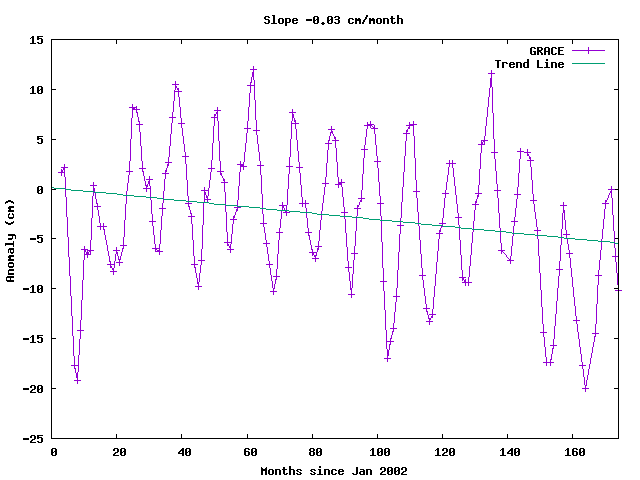 Slope -0.03 cm/month
15
10
5
0
-5
-10
-15
-20
-25
Anomaly (cm)
GRACE
Trend Line
0 20 40 60 80 100 120 140 160
Months since Jan 2002